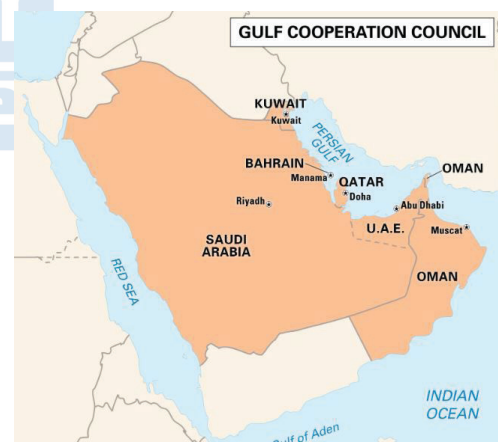 GULF COOPERATION COUNCIL
KUWAIT
Kuwait
PERSIAN
GULF
BAHRAIN
Manama
QATAR
Doha
OMAN
Abu Dhabi
Riyadh
U.A.E.
Muscat
SAUDI
ARABIA
RED SEA
OMAN
INDIAN
OCEAN
Gulf of Aden